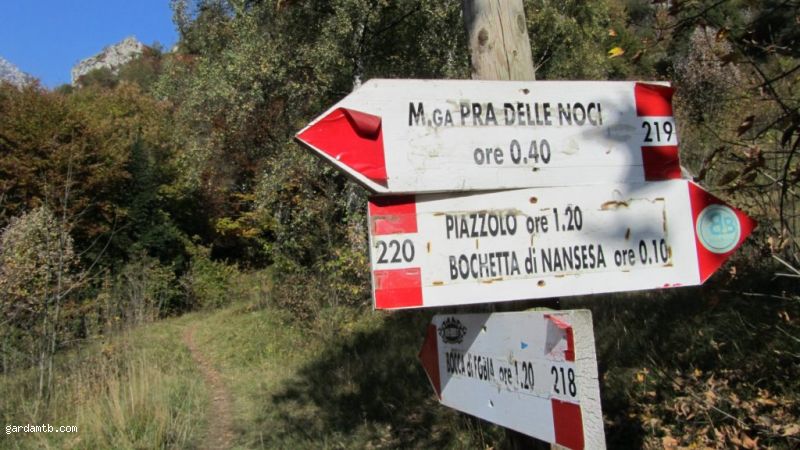 M.GA PRA DELLE NOCI
ore 0.40
219
220
PIAZZOLO ore 1.20
BOCHETTA di NANSESA ore 0.10
BOCCA di FOBIA ore 1.20
218
gardamtb.com